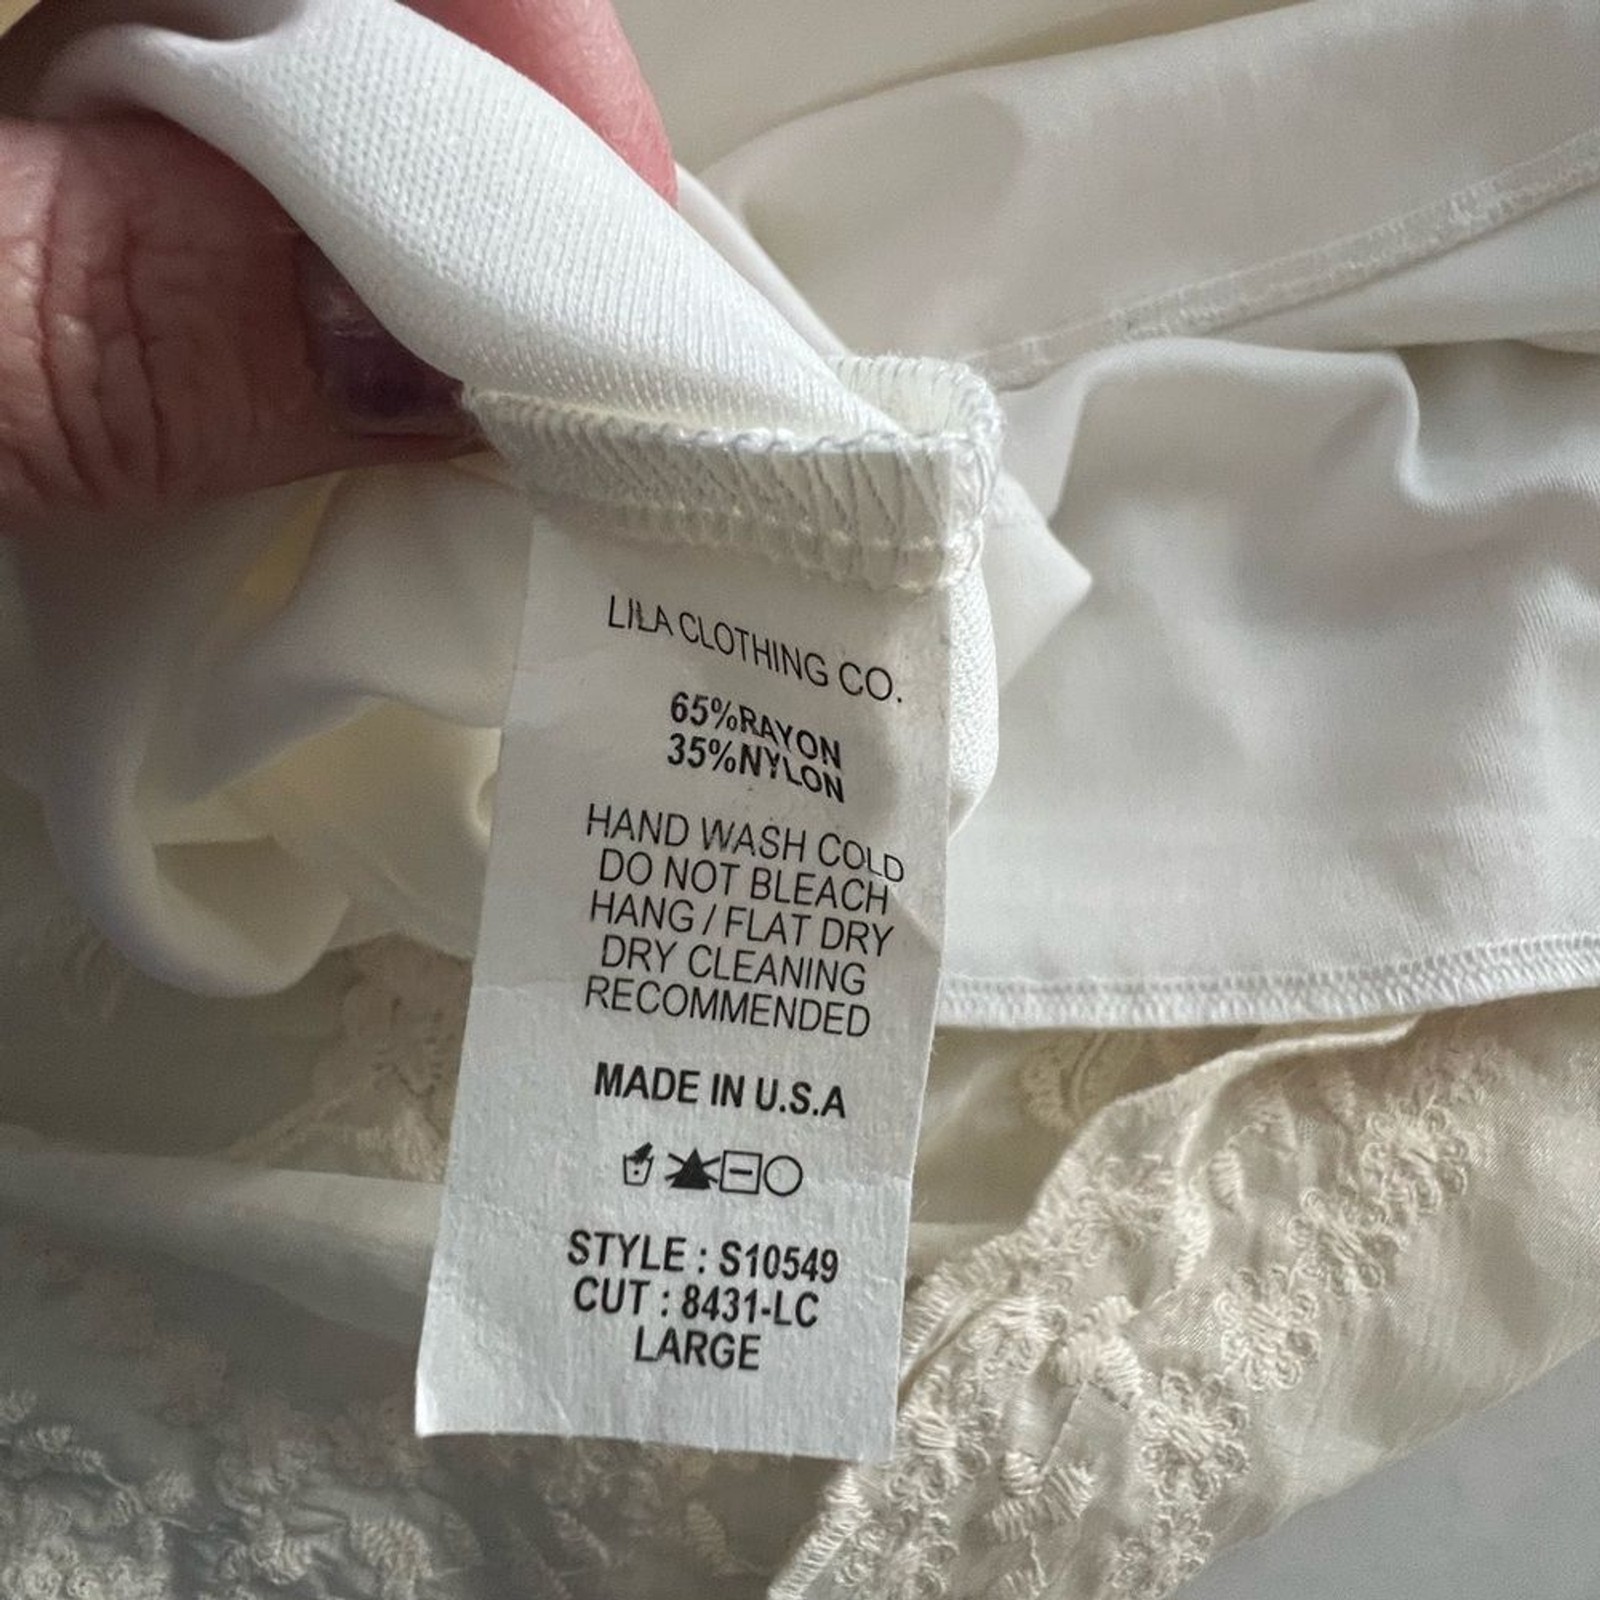 LILA CLOTHING CO.
65%RAYON
35%NYLON
HAND WASH COLD
DO NOT BLEACH
HANG / FLAT DRY
DRY CLEANING
RECOMMENDED
MADE IN U.S.A
STYLE : S10549
CUT : 8431-LC
LARGE